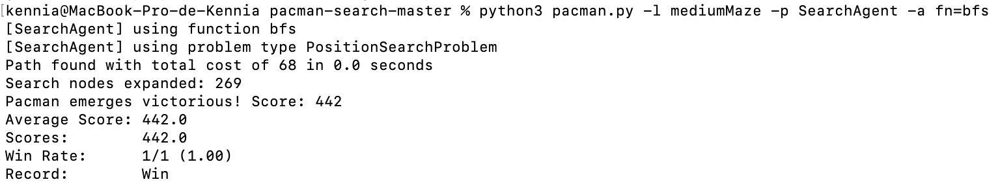 [kennia@MacBook-Pro-de-Kennia pacman-search-master % python3 pacman.py -l mediumMaze -p SearchAgent -a fn=bfs
[SearchAgent] using function bfs
[SearchAgent] using problem type PositionSearchProblem
Path found with total cost of 68 in 0.0 seconds
Search nodes expanded: 269
Pacman emerges victorious! Score: 442
Average Score: 442.0
Scores:        442.0
Win Rate:      1/1 (1.00)
Record:        Win